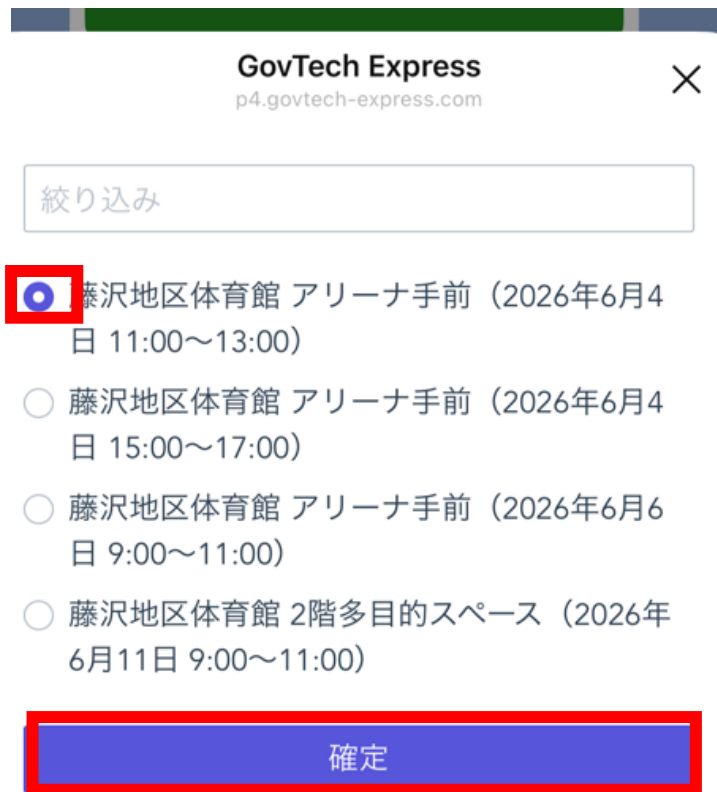 GovTech Express
p4.govtech-express.com
絞り込み
藤沢地区体育館 アリーナ手前（2026年6月4
日 11:00〜13:00）
藤沢地区体育館 アリーナ手前（2026年6月4
日 15:00〜17:00）
藤沢地区体育館 アリーナ手前（2026年6月6
日 9:00〜11:00）
藤沢地区体育館 2階多目的スペース（2026年
6月11日 9:00〜11:00）
確定